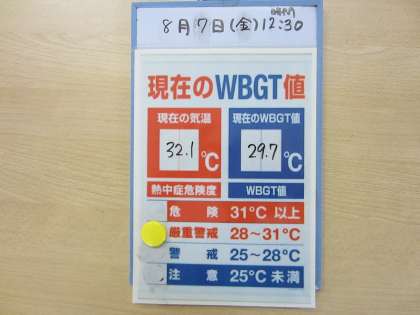 8月7日(金)12:30
現在のWBGT値
現在の気温 現在のWBGT値
32.1 ℃ 29.7 ℃
熱中症危険度 WBGT値
危険 31℃ 以上
厳重警戒 28〜31℃
警戒 25〜28℃
注意 25℃ 未満